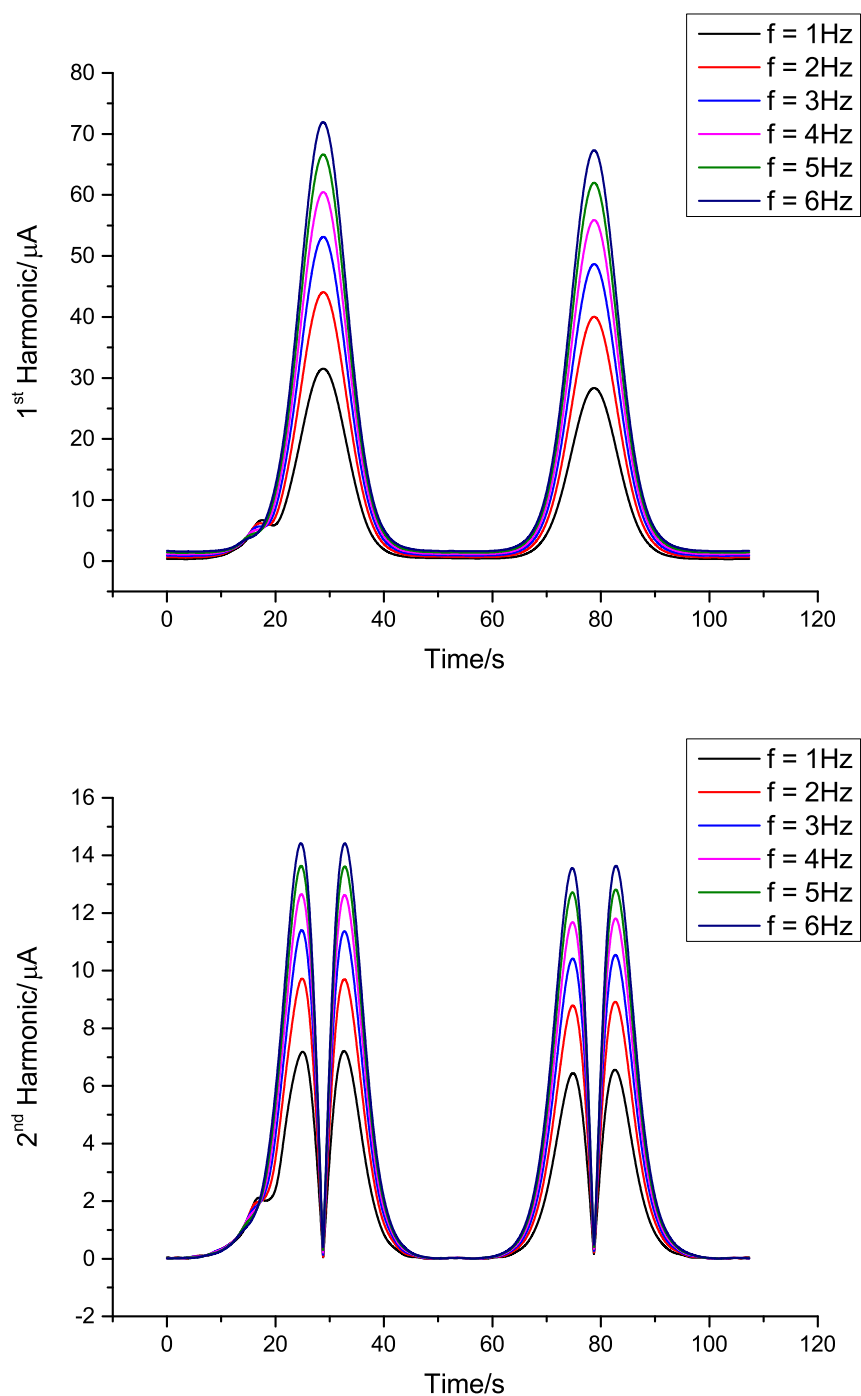 f = 1Hz
f = 2Hz
f = 3Hz
f = 4Hz
f = 5Hz
f = 6Hz
80
70
60
50
40
30
20
10
0
1st Harmonic/μA
0 20 40 60 80 100 120
Time/s
f = 1Hz
f = 2Hz
f = 3Hz
f = 4Hz
f = 5Hz
f = 6Hz
16
14
12
10
8
6
4
2
0
-2
2nd Harmonic/μA
0 20 40 60 80 100 120
Time/s